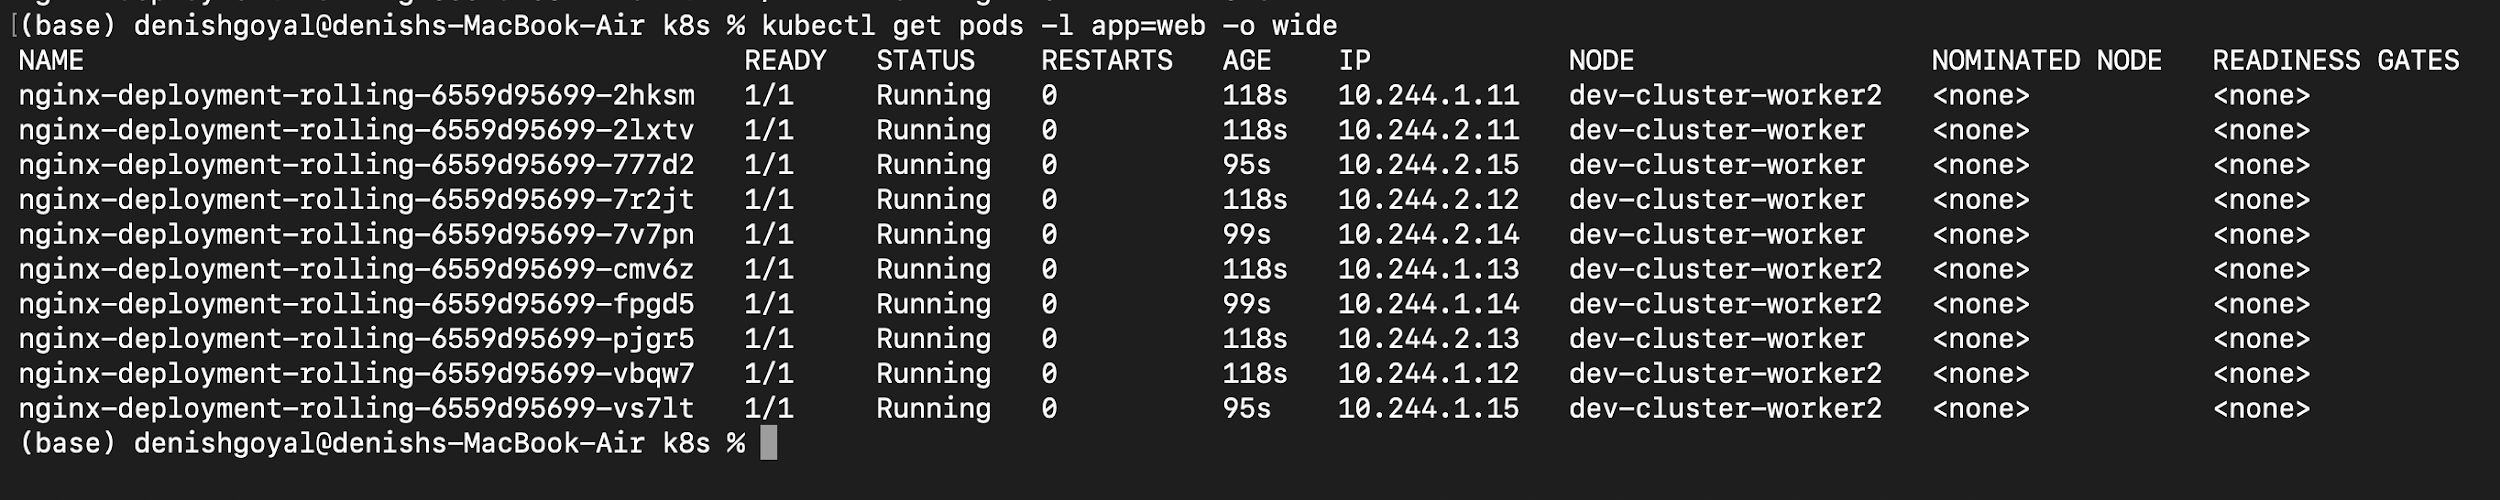 (base) denishgoyal@denishs-MacBook-Air k8s % kubectl get pods -l app=web -o wide
NAME READY STATUS RESTARTS AGE IP NODE NOMINATED NODE READINESS GATES
nginx-deployment-rolling-6559d95699-2hksm 1/1 Running 0 118s 10.244.1.11 dev-cluster-worker2 <none> <none>
nginx-deployment-rolling-6559d95699-2lxtv 1/1 Running 0 118s 10.244.2.11 dev-cluster-worker <none> <none>
nginx-deployment-rolling-6559d95699-777d2 1/1 Running 0 95s 10.244.2.15 dev-cluster-worker <none> <none>
nginx-deployment-rolling-6559d95699-7r2jt 1/1 Running 0 118s 10.244.2.12 dev-cluster-worker <none> <none>
nginx-deployment-rolling-6559d95699-7v7pn 1/1 Running 0 99s 10.244.2.14 dev-cluster-worker <none> <none>
nginx-deployment-rolling-6559d95699-cmv6z 1/1 Running 0 118s 10.244.1.13 dev-cluster-worker2 <none> <none>
nginx-deployment-rolling-6559d95699-fpgd5 1/1 Running 0 99s 10.244.1.14 dev-cluster-worker2 <none> <none>
nginx-deployment-rolling-6559d95699-pjgr5 1/1 Running 0 118s 10.244.2.13 dev-cluster-worker <none> <none>
nginx-deployment-rolling-6559d95699-vbqw7 1/1 Running 0 118s 10.244.1.12 dev-cluster-worker2 <none> <none>
nginx-deployment-rolling-6559d95699-vs7lt 1/1 Running 0 95s 10.244.1.15 dev-cluster-worker2 <none> <none>
(base) denishgoyal@denishs-MacBook-Air k8s %